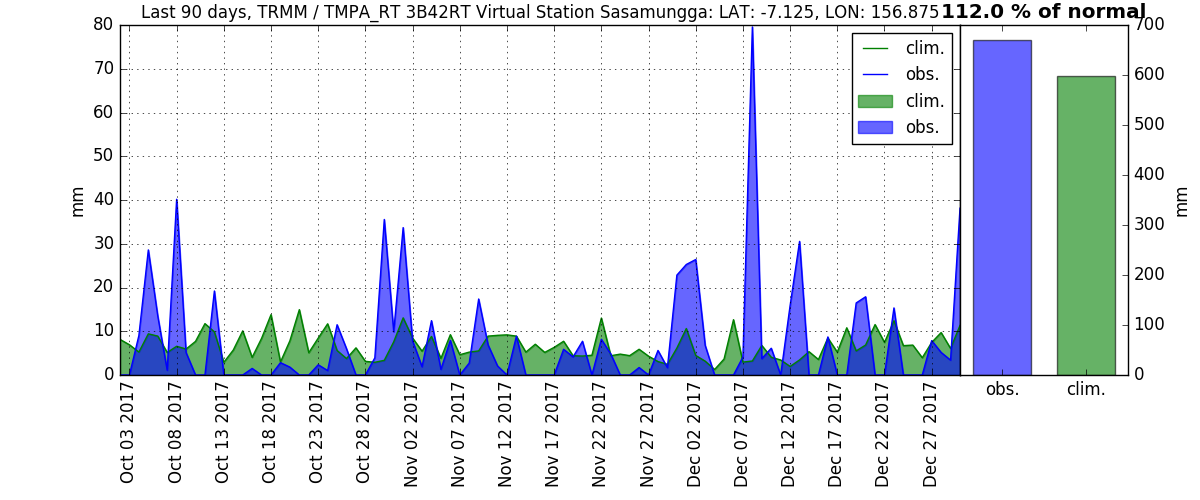 Last 90 days, TRMM / TMPA_RT 3B42RT Virtual Station Sasamungga: LAT: -7.125, LON: 156.875
112.0 % of normal
80
70
60
50
40
30
20
10
0
mm
clim.
obs.
clim.
obs.
Oct 03 2017
Oct 08 2017
Oct 13 2017
Oct 18 2017
Oct 23 2017
Oct 28 2017
Nov 02 2017
Nov 07 2017
Nov 12 2017
Nov 17 2017
Nov 22 2017
Nov 27 2017
Dec 02 2017
Dec 07 2017
Dec 12 2017
Dec 17 2017
Dec 22 2017
Dec 27 2017
700
600
500
400
300
200
100
0
mm
obs.
clim.